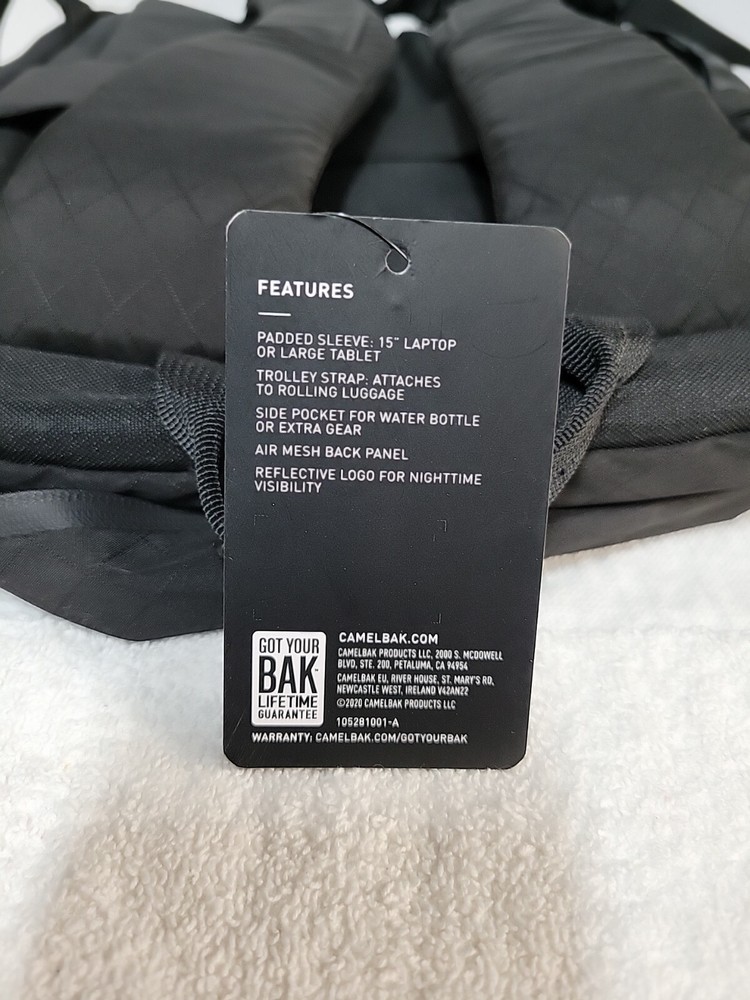 FEATURES
PADDED SLEEVE: 15" LAPTOP
OR LARGE TABLET
TROLLEY STRAP: ATTACHES
TO ROLLING LUGGAGE
SIDE POCKET FOR WATER BOTTLE
OR EXTRA GEAR
AIR MESH BACK PANEL
REFLECTIVE LOGO FOR NIGHTTIME
VISIBILITY
GOT YOUR
BAK™
LIFETIME
GUARANTEE
CAMELBAK.COM
CAMELBAK PRODUCTS LLC, 2000 S. MCDOWELL
BLVD, STE. 200, PETALUMA, CA 94954
CAMELBAK EU, RIVER HOUSE, ST. MARY'S RD,
NEWCASTLE WEST, IRELAND V42AN22
©2020 CAMELBAK PRODUCTS LLC
105281001-A
WARRANTY: CAMELBAK.COM/GOTYOURBAK